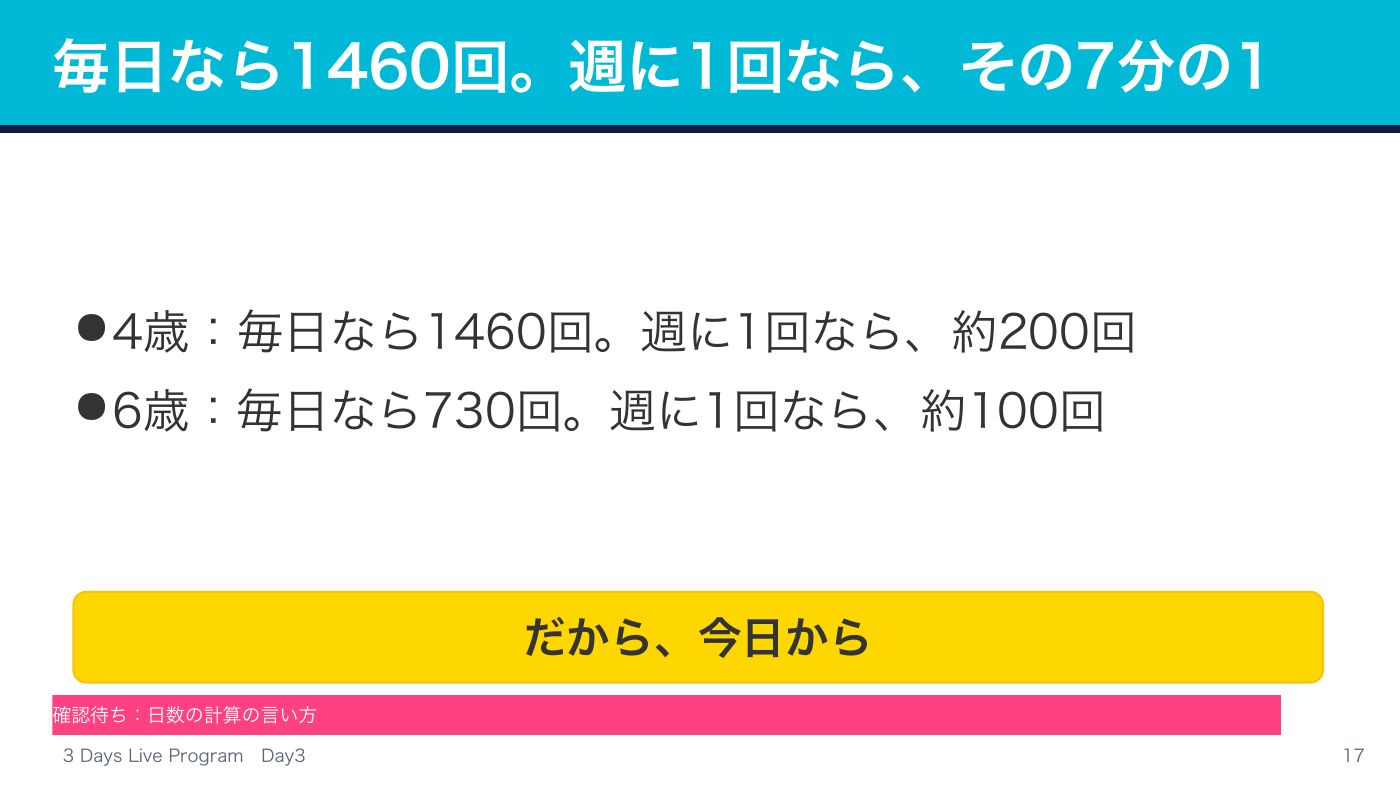 毎日なら1460回。週に1回なら、その7分の1
●4歳：毎日なら1460回。週に1回なら、約200回
●6歳：毎日なら730回。週に1回なら、約100回
だから、今日から
確認待ち：日数の計算の言い方
3 Days Live Program　Day3
17